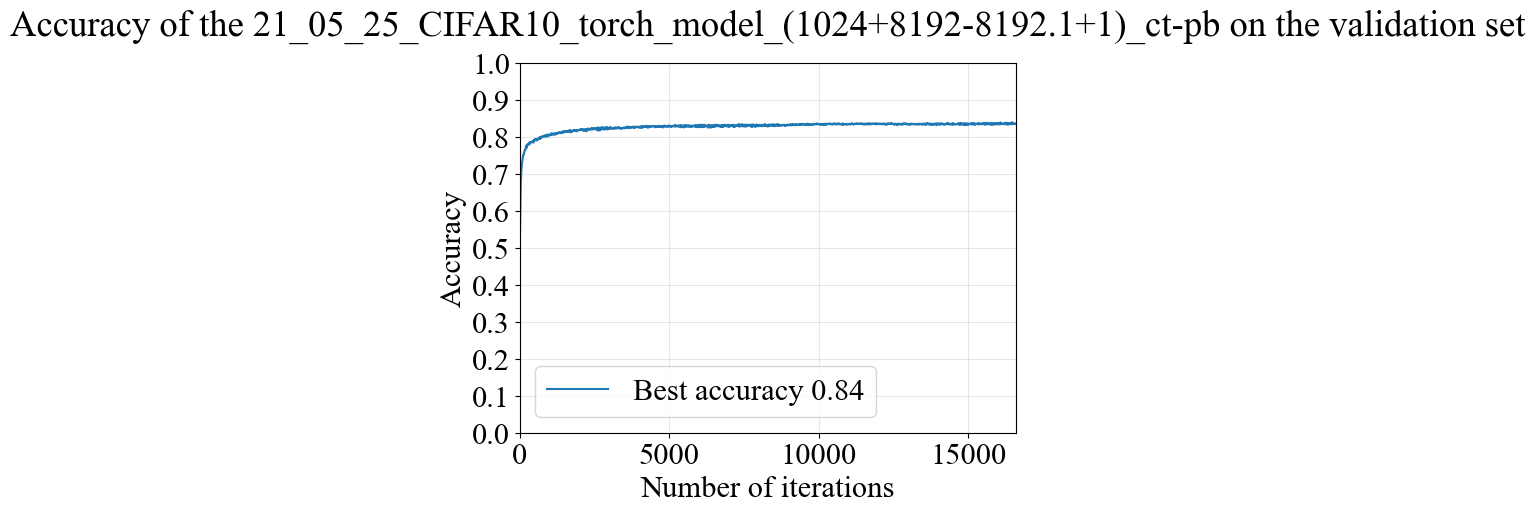 Accuracy of the 21_05_25_CIFAR10_torch_model_(1024+8192-8192.1+1)_ct-pb on the validation set
1.0
0.9
0.8
0.7
0.6
0.5
0.4
0.3
0.2
0.1
0.0
Accuracy
Best accuracy 0.84
0 5000 10000 15000
Number of iterations